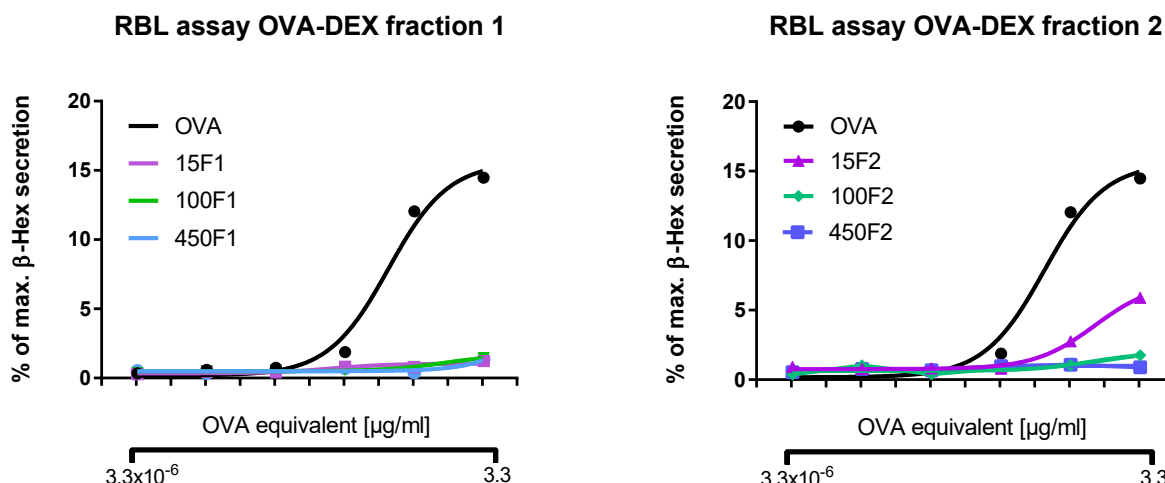 RBL assay OVA-DEX fraction 1
% of max. β-Hex secretion
20
15
10
5
0
OVA
15F1
100F1
450F1
OVA equivalent [µg/ml]
3.3x10⁻⁶
3.3
RBL assay OVA-DEX fraction 2
% of max. β-Hex secretion
20
15
10
5
0
OVA
15F2
100F2
450F2
OVA equivalent [µg/ml]
3.3x10⁻⁶
3.3